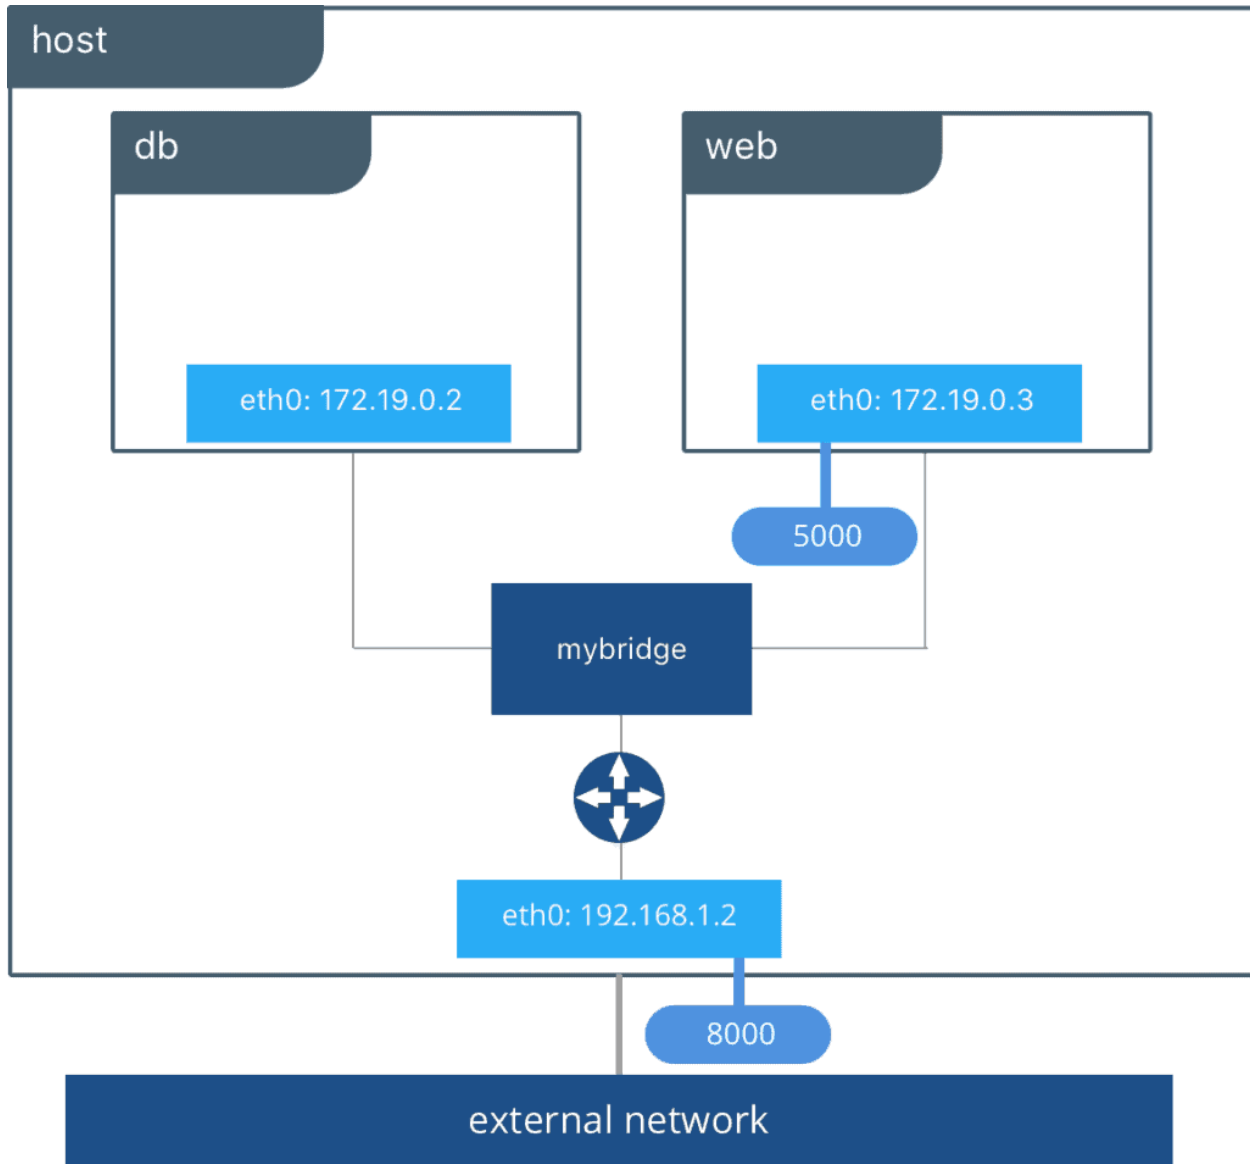 host
db
web
eth0: 172.19.0.2
eth0: 172.19.0.3
5000
mybridge
eth0: 192.168.1.2
8000
external network